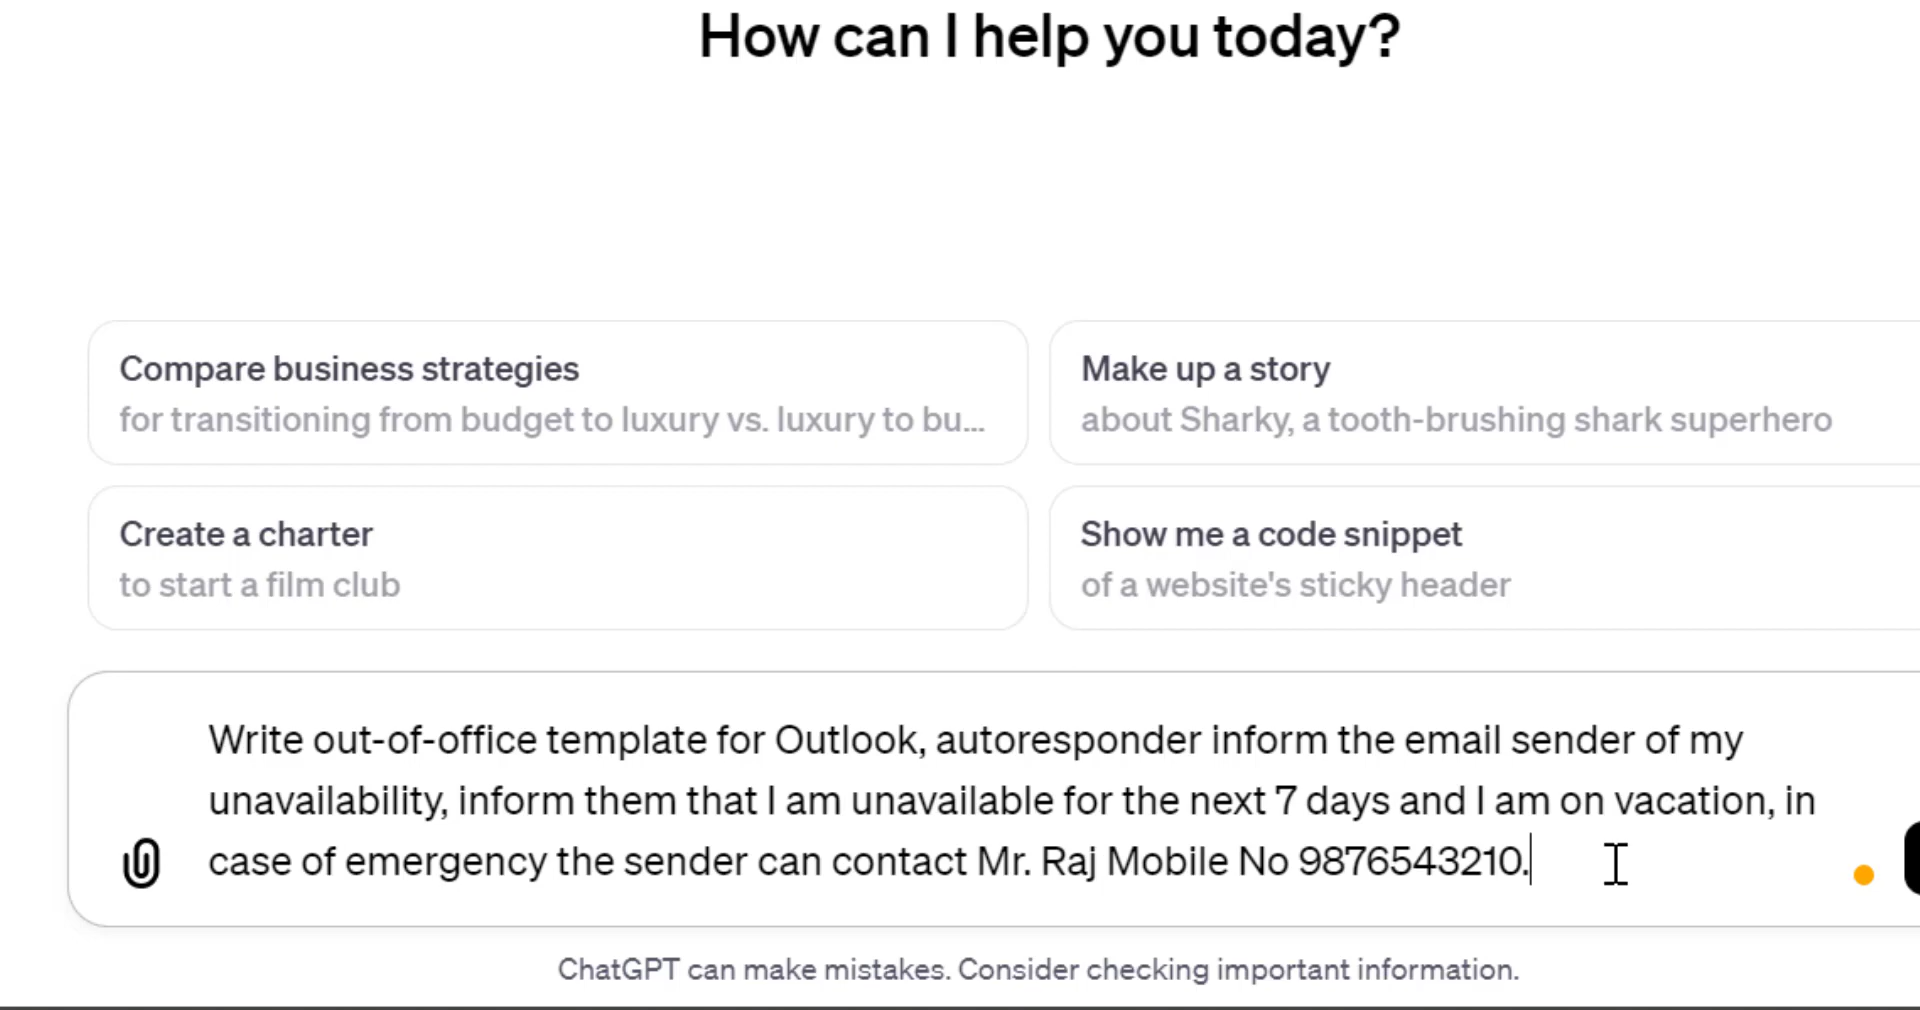 How can I help you today?
Compare business strategies
for transitioning from budget to luxury vs. luxury to bu...
Make up a story
about Sharky, a tooth-brushing shark superhero
Create a charter
to start a film club
Show me a code snippet
of a website's sticky header
Write out-of-office template for Outlook, autoresponder inform the email sender of my
unavailability, inform them that I am unavailable for the next 7 days and I am on vacation, in
case of emergency the sender can contact Mr. Raj Mobile No 9876543210.
ChatGPT can make mistakes. Consider checking important information.